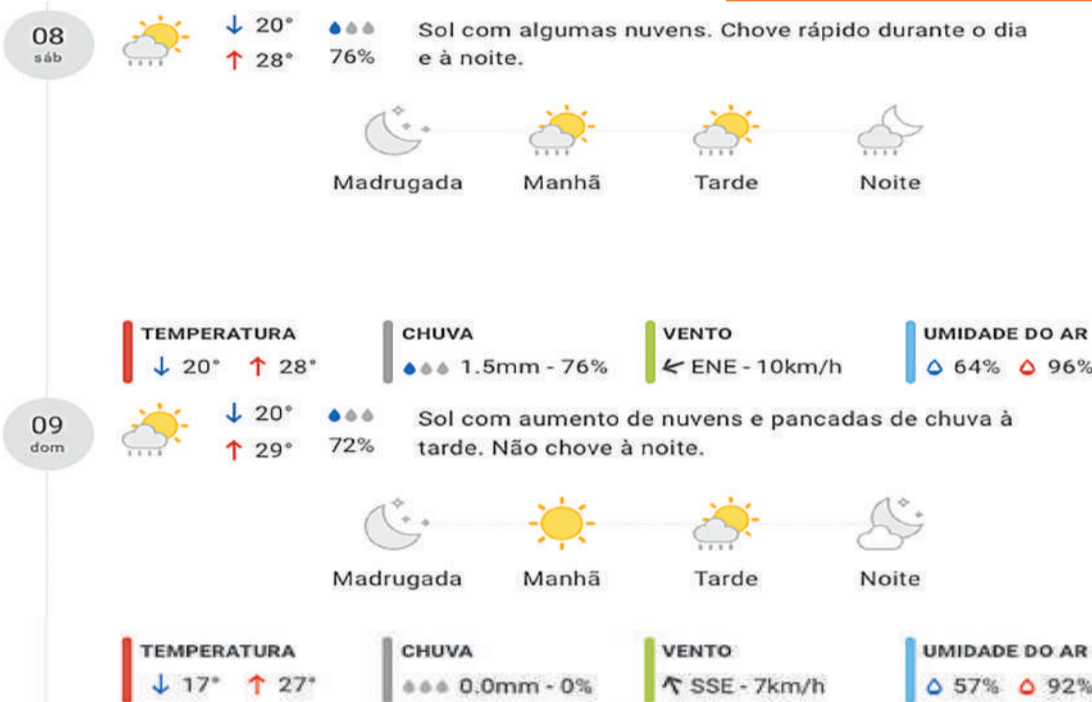 08
sáb
↓ 20°
↑ 28°
76%
Sol com algumas nuvens. Chove rápido durante o dia
e à noite.
Madrugada Manhã Tarde Noite
TEMPERATURA CHUVA VENTO UMIDADE DO AR
↓ 20° ↑ 28° 1.5mm - 76% ENE - 10km/h 64% 96%
09
dom
↓ 20°
↑ 29°
72%
Sol com aumento de nuvens e pancadas de chuva à
tarde. Não chove à noite.
Madrugada Manhã Tarde Noite
TEMPERATURA CHUVA VENTO UMIDADE DO AR
↓ 17° ↑ 27° 0.0mm - 0% SSE - 7km/h 57% 92%